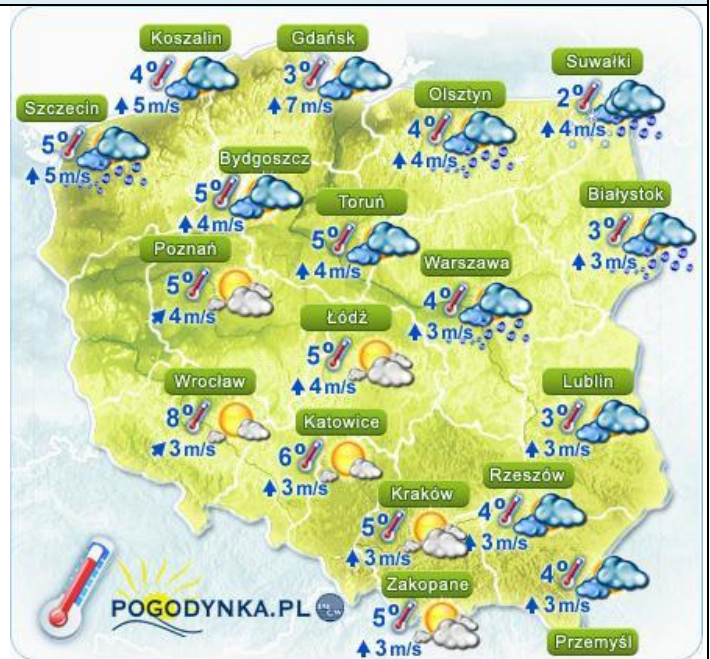 Koszalin
4°
5 m/s
Gdańsk
3°
7 m/s
Suwałki
2°
4 m/s
Szczecin
5°
5 m/s
Olsztyn
4°
4 m/s
Bydgoszcz
5°
4 m/s
Toruń
5°
4 m/s
Białystok
3°
3 m/s
Poznań
5°
4 m/s
Warszawa
4°
3 m/s
Łódź
5°
4 m/s
Wrocław
8°
3 m/s
Katowice
6°
3 m/s
Lublin
3°
3 m/s
Kraków
5°
3 m/s
Rzeszów
4°
3 m/s
Zakopane
5°
3 m/s
4°
3 m/s
Przemyśl
POGODYNKA.PL